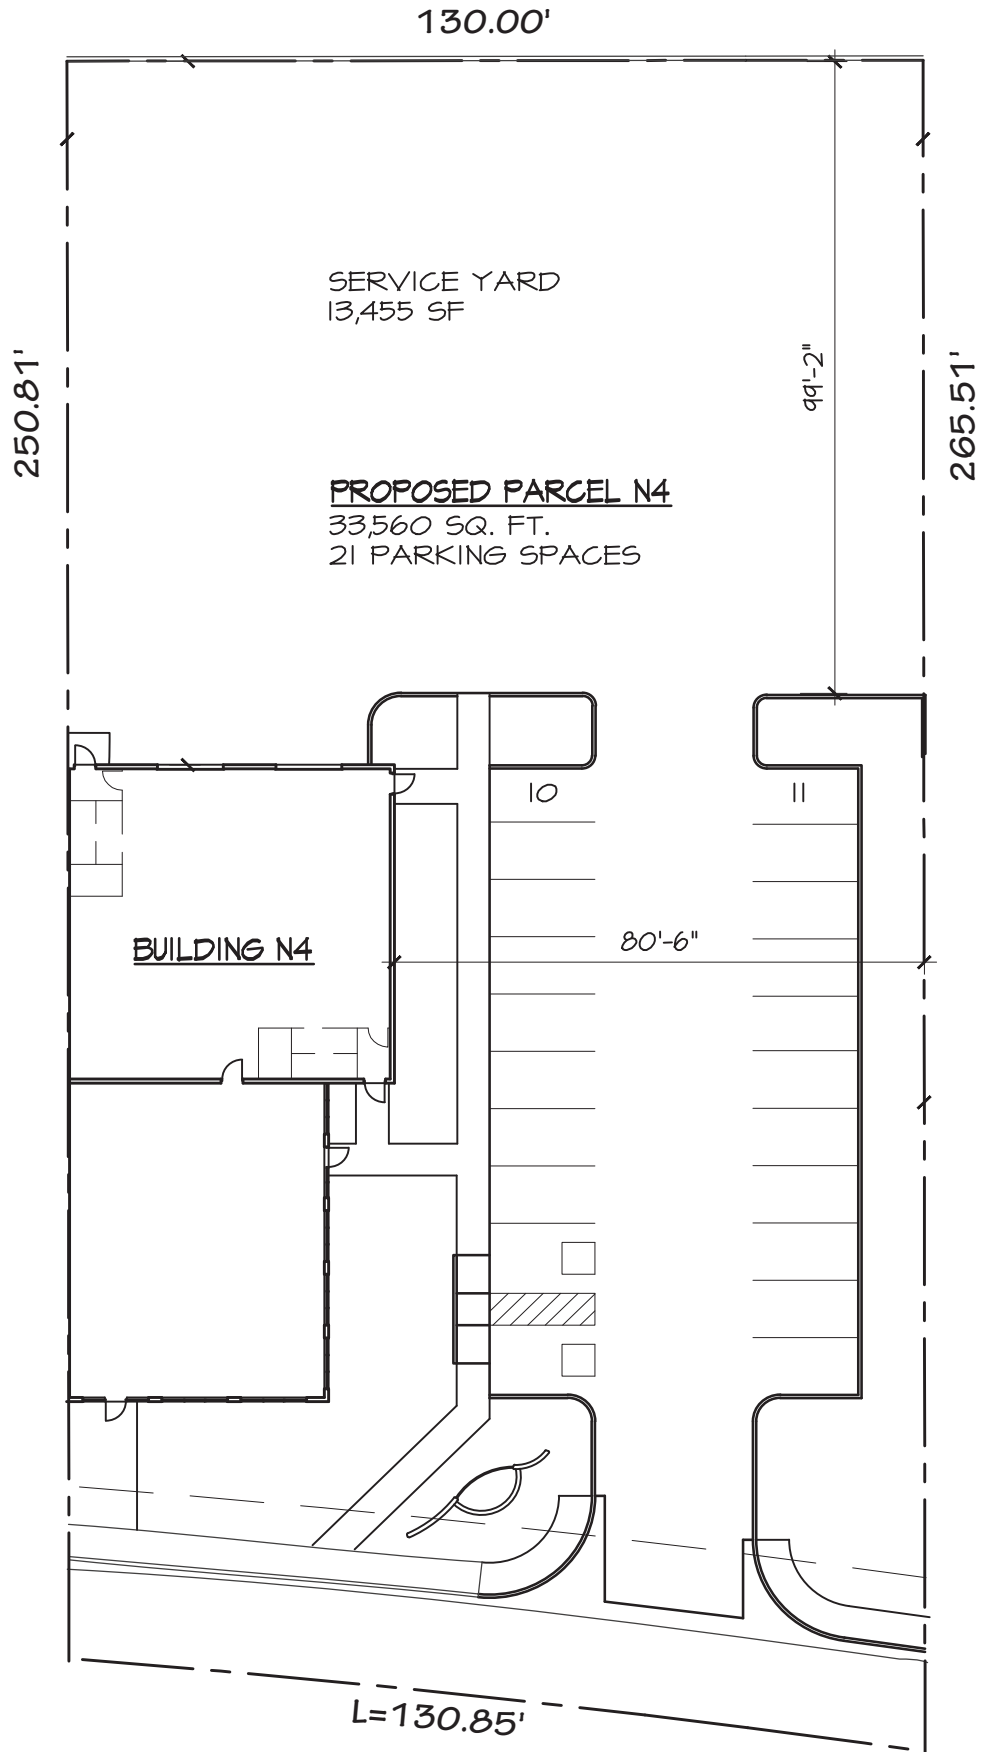 130.00'
SERVICE YARD
13,455 SF
99'-2"
250.81'
265.51'
PROPOSED PARCEL N4
33,560 SQ. FT.
21 PARKING SPACES
10
11
BUILDING N4
80'-6"
L=130.85'